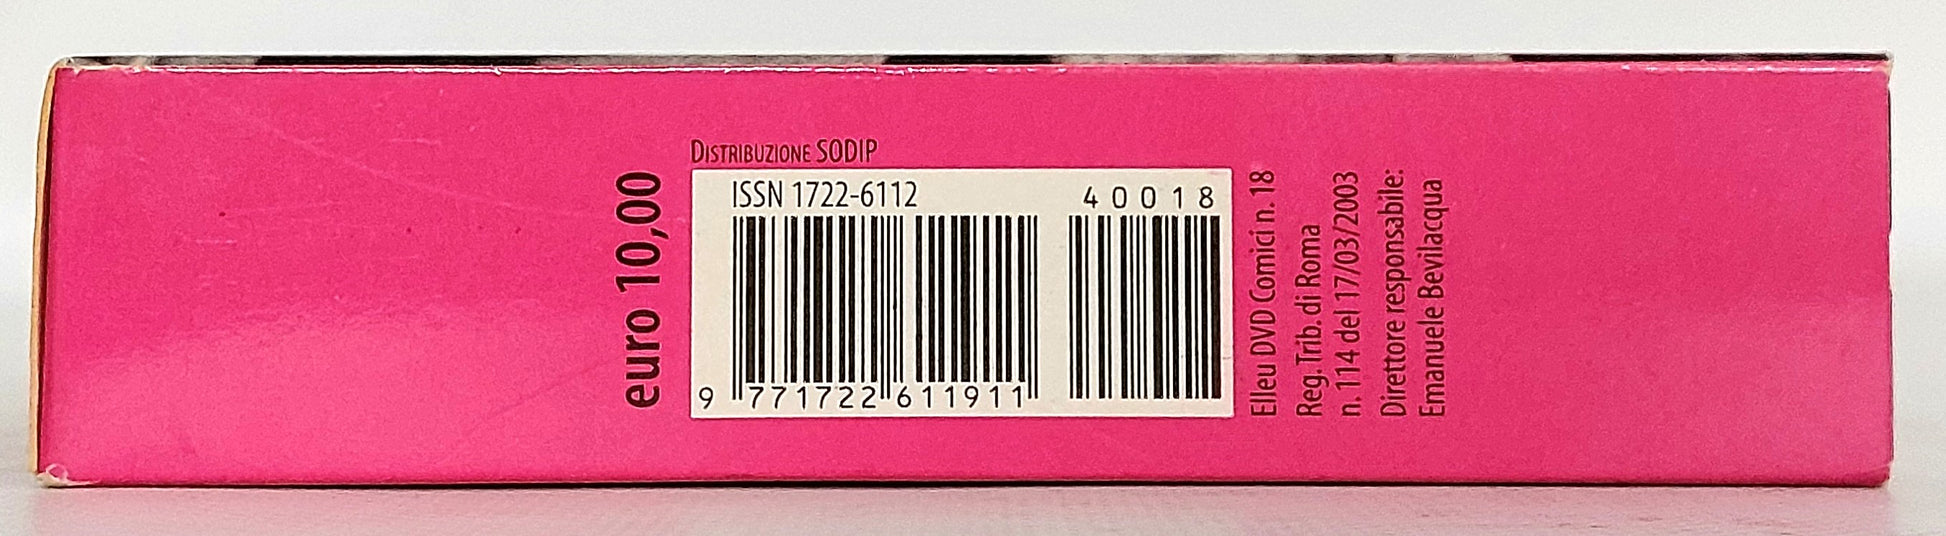 euro 10,00
DISTRIBUZIONE SODIP
ISSN 1722-6112
40018
9 771722 611911
Elleu DVD Comici n. 18
Reg. Trib. di Roma
n. 114 del 17/03/2003
Direttore responsabile:
Emanuele Bevilacqua